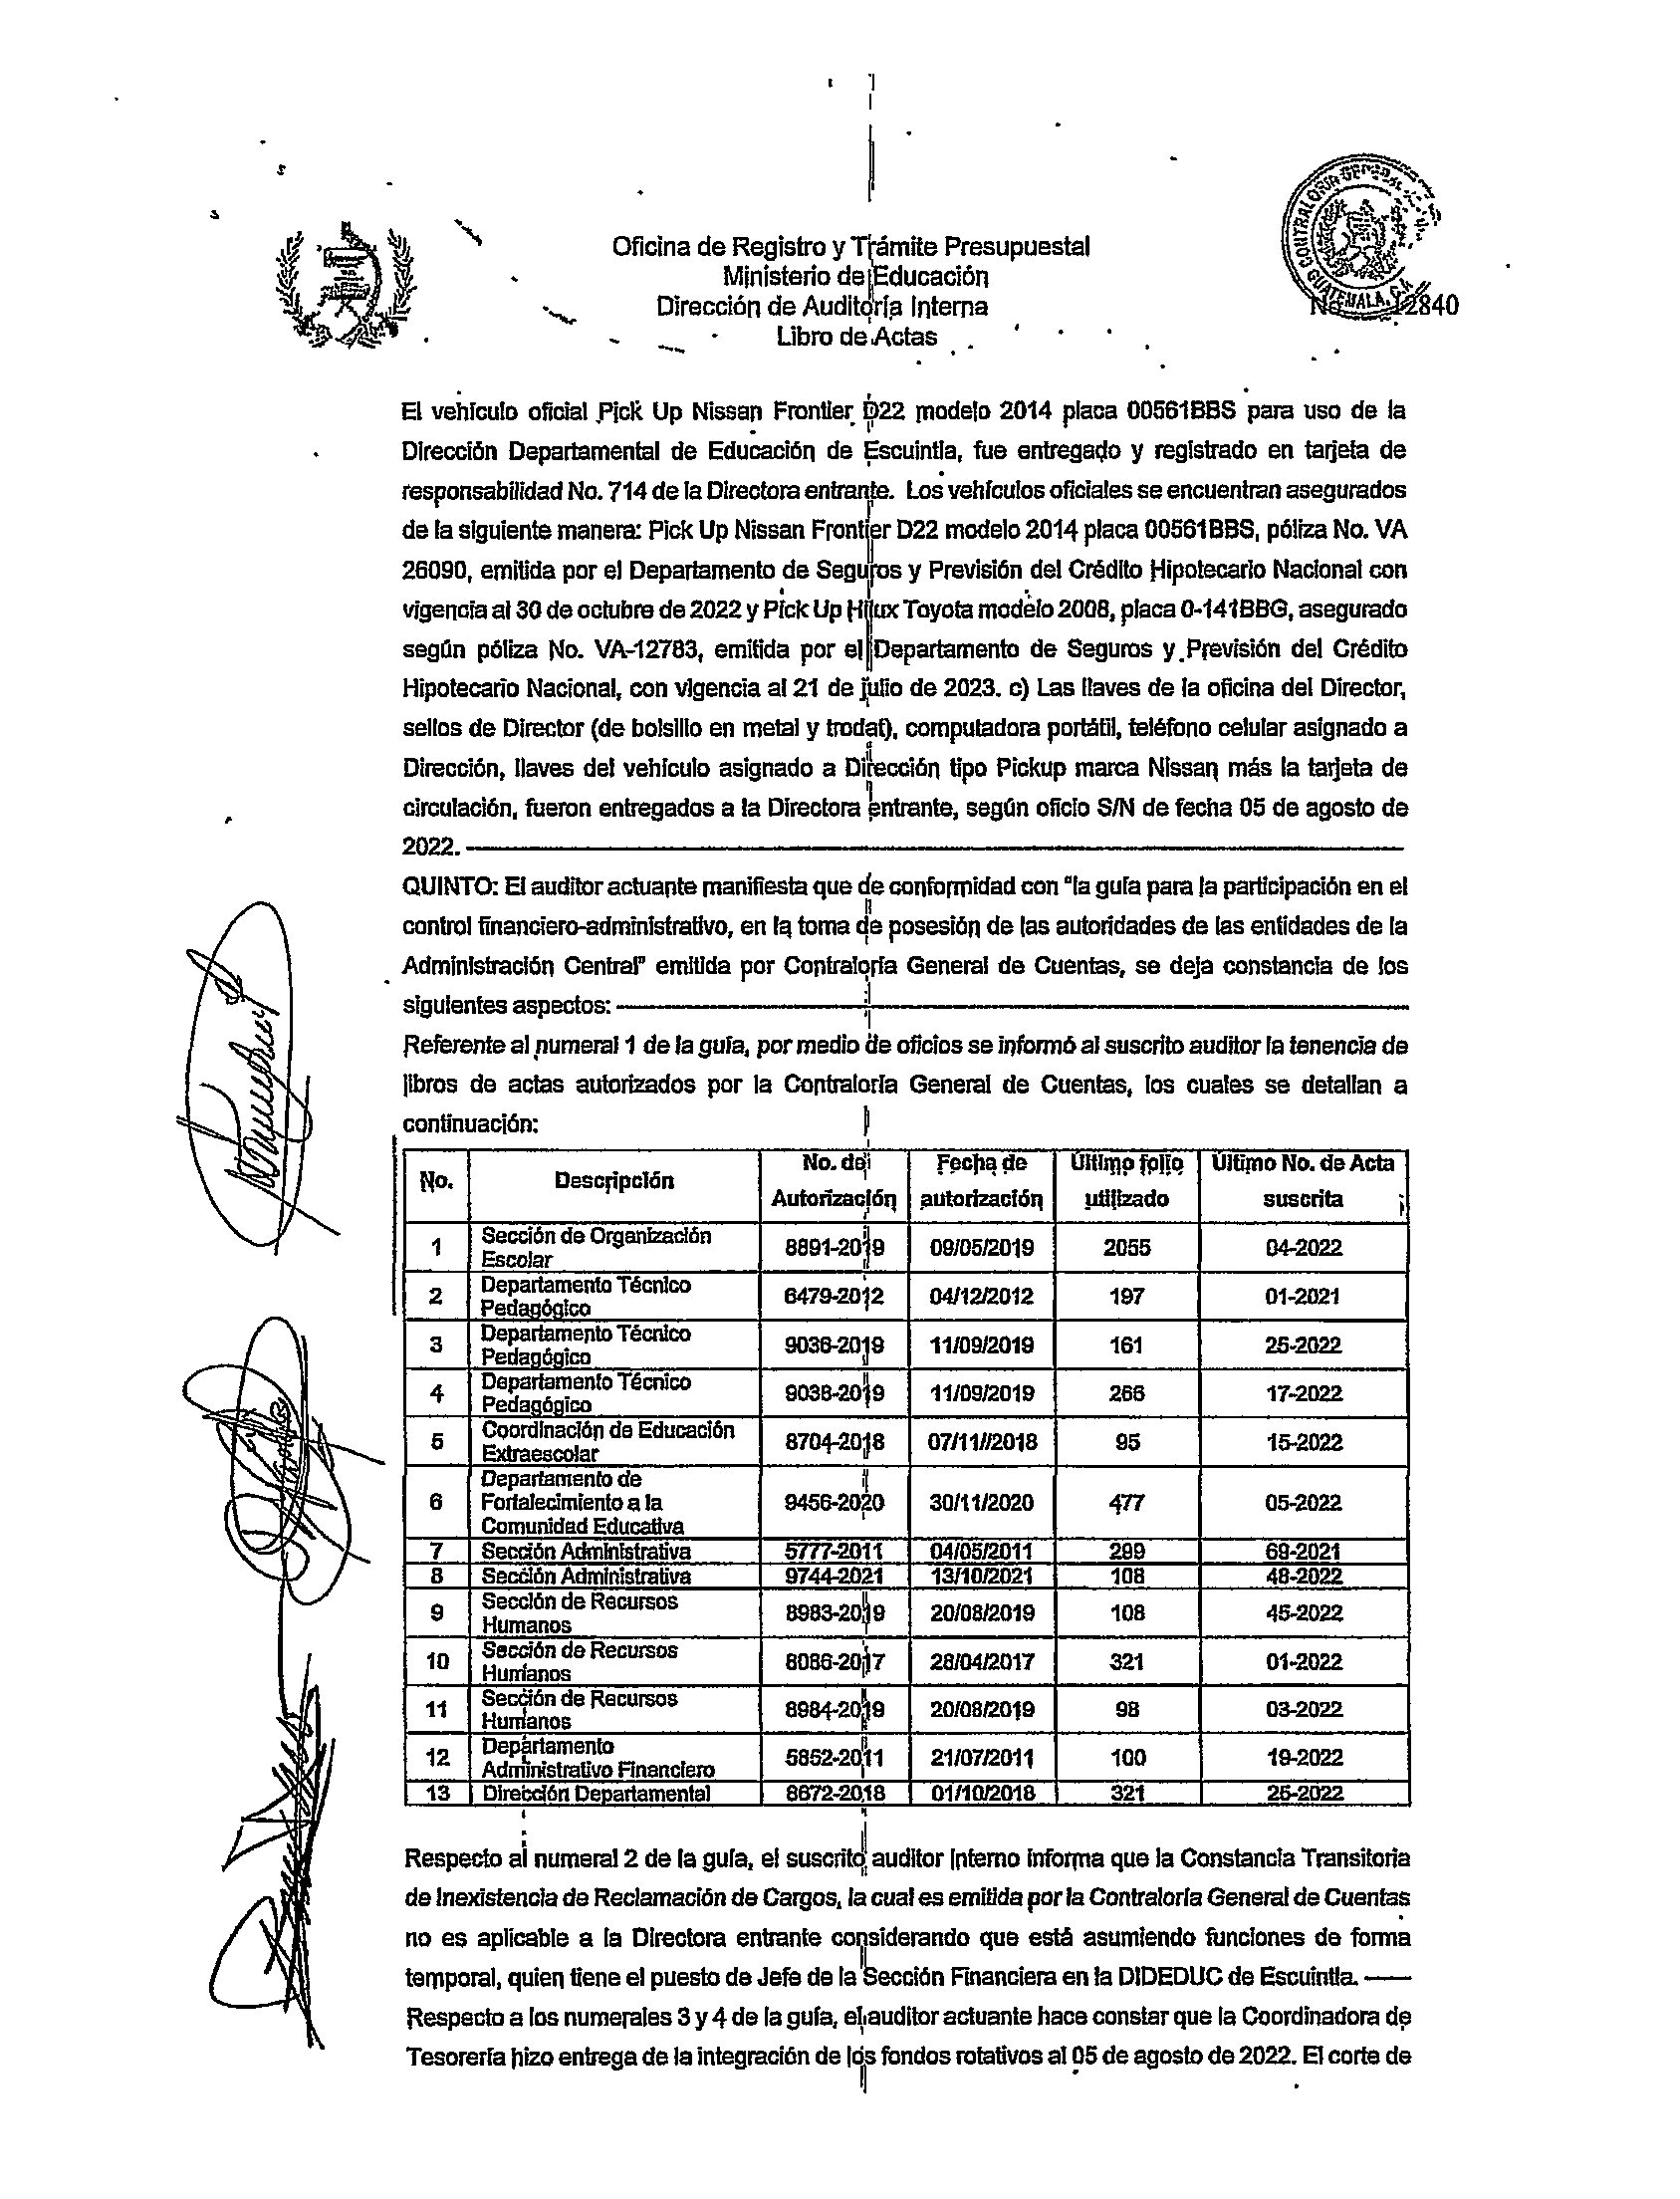 Oficina de Registro y Trámite Presupuestal
Ministerio de Educación
Dirección de Auditoría Interna
Libro de Actas
CONTRALORIA GENERAL
GUATEMALA, C.A.
12840
El vehículo oficial Pick Up Nissan Frontier D22 modelo 2014 placa 00561BBS para uso de la
Dirección Departamental de Educación de Escuintla, fue entregado y registrado en tarjeta de
responsabilidad No. 714 de la Directora entrante. Los vehículos oficiales se encuentran asegurados
de la siguiente manera: Pick Up Nissan Frontier D22 modelo 2014 placa 00561BBS, póliza No. VA
26090, emitida por el Departamento de Seguros y Previsión del Crédito Hipotecario Nacional con
vigencia al 30 de octubre de 2022 y Pick Up Hilux Toyota modelo 2008, placa 0-141BBG, asegurado
según póliza No. VA-12783, emitida por el Departamento de Seguros y Previsión del Crédito
Hipotecario Nacional, con vigencia al 21 de julio de 2023. c) Las llaves de la oficina del Director,
sellos de Director (de bolsillo en metal y trodat), computadora portátil, teléfono celular asignado a
Dirección, llaves del vehículo asignado a Dirección tipo Pickup marca Nissan más la tarjeta de
circulación, fueron entregados a la Directora entrante, según oficio S/N de fecha 05 de agosto de
2022.
QUINTO: El auditor actuante manifiesta que de conformidad con "la guía para la participación en el
control financiero-administrativo, en la toma de posesión de las autoridades de las entidades de la
Administración Central" emitida por Contraloría General de Cuentas, se deja constancia de los
siguientes aspectos:
Referente al numeral 1 de la guía, por medio de oficios se informó al suscrito auditor la tenencia de
libros de actas autorizados por la Contraloría General de Cuentas, los cuales se detallan a
continuación:
No. Descripción No. de Autorización Fecha de autorización Último folio utilizado Último No. de Acta suscrita
1 Sección de Organización Escolar 8891-2019 09/05/2019 2055 04-2022
2 Departamento Técnico Pedagógico 6479-2012 04/12/2012 197 01-2021
3 Departamento Técnico Pedagógico 9036-2019 11/09/2019 161 25-2022
4 Departamento Técnico Pedagógico 9038-2019 11/09/2019 266 17-2022
5 Coordinación de Educación Extraescolar 8704-2018 07/11//2018 95 15-2022
6 Departamento de Fortalecimiento a la Comunidad Educativa 9456-2020 30/11/2020 477 05-2022
7 Sección Administrativa 5777-2011 04/05/2011 299 69-2021
8 Sección Administrativa 9744-2021 13/10/2021 108 48-2022
9 Sección de Recursos Humanos 8983-2019 20/08/2019 108 45-2022
10 Sección de Recursos Humanos 8086-2017 28/04/2017 321 01-2022
11 Sección de Recursos Humanos 8984-2019 20/08/2019 98 03-2022
12 Departamento Administrativo Financiero 5852-2011 21/07/2011 100 19-2022
13 Dirección Departamental 8672-2018 01/10/2018 321 25-2022
Respecto al numeral 2 de la guía, el suscrito auditor interno informa que la Constancia Transitoria
de Inexistencia de Reclamación de Cargos, la cual es emitida por la Contraloría General de Cuentas
no es aplicable a la Directora entrante considerando que está asumiendo funciones de forma
temporal, quien tiene el puesto de Jefe de la Sección Financiera en la DIDEDUC de Escuintla.
Respecto a los numerales 3 y 4 de la guía, el auditor actuante hace constar que la Coordinadora de
Tesorería hizo entrega de la integración de los fondos rotativos al 05 de agosto de 2022. El corte de